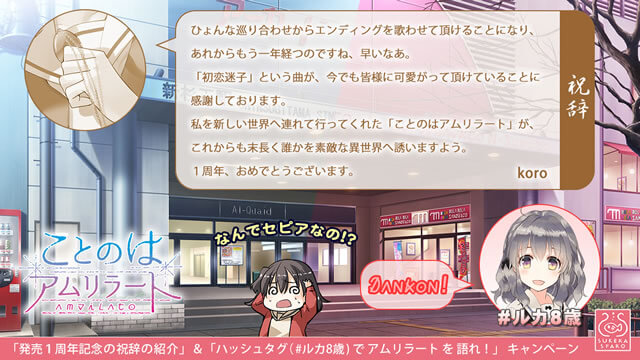 ひょんな巡り合わせからエンディングを歌わせて頂けることになり、
あれからもう一年経つのですね、早いなあ。
「初恋迷子」という曲が、今でも皆様に可愛がって頂けていることに
感謝しております。
私を新しい世界へ連れて行ってくれた「ことのはアムリラート」が、
これからも末長く誰かを素敵な異世界へ誘いますよう。
１周年、おめでとうございます。
koro
祝辞
Al-Quaid
なんでセピアなの!?
ことのは
アムリラート
AMRILATO
Dankon!
#ルカ8歳
SUKERA
SPARO
「発売１周年記念の祝辞の紹介」＆「ハッシュタグ(#ルカ8歳)でアムリラートを語れ！」キャンペーン